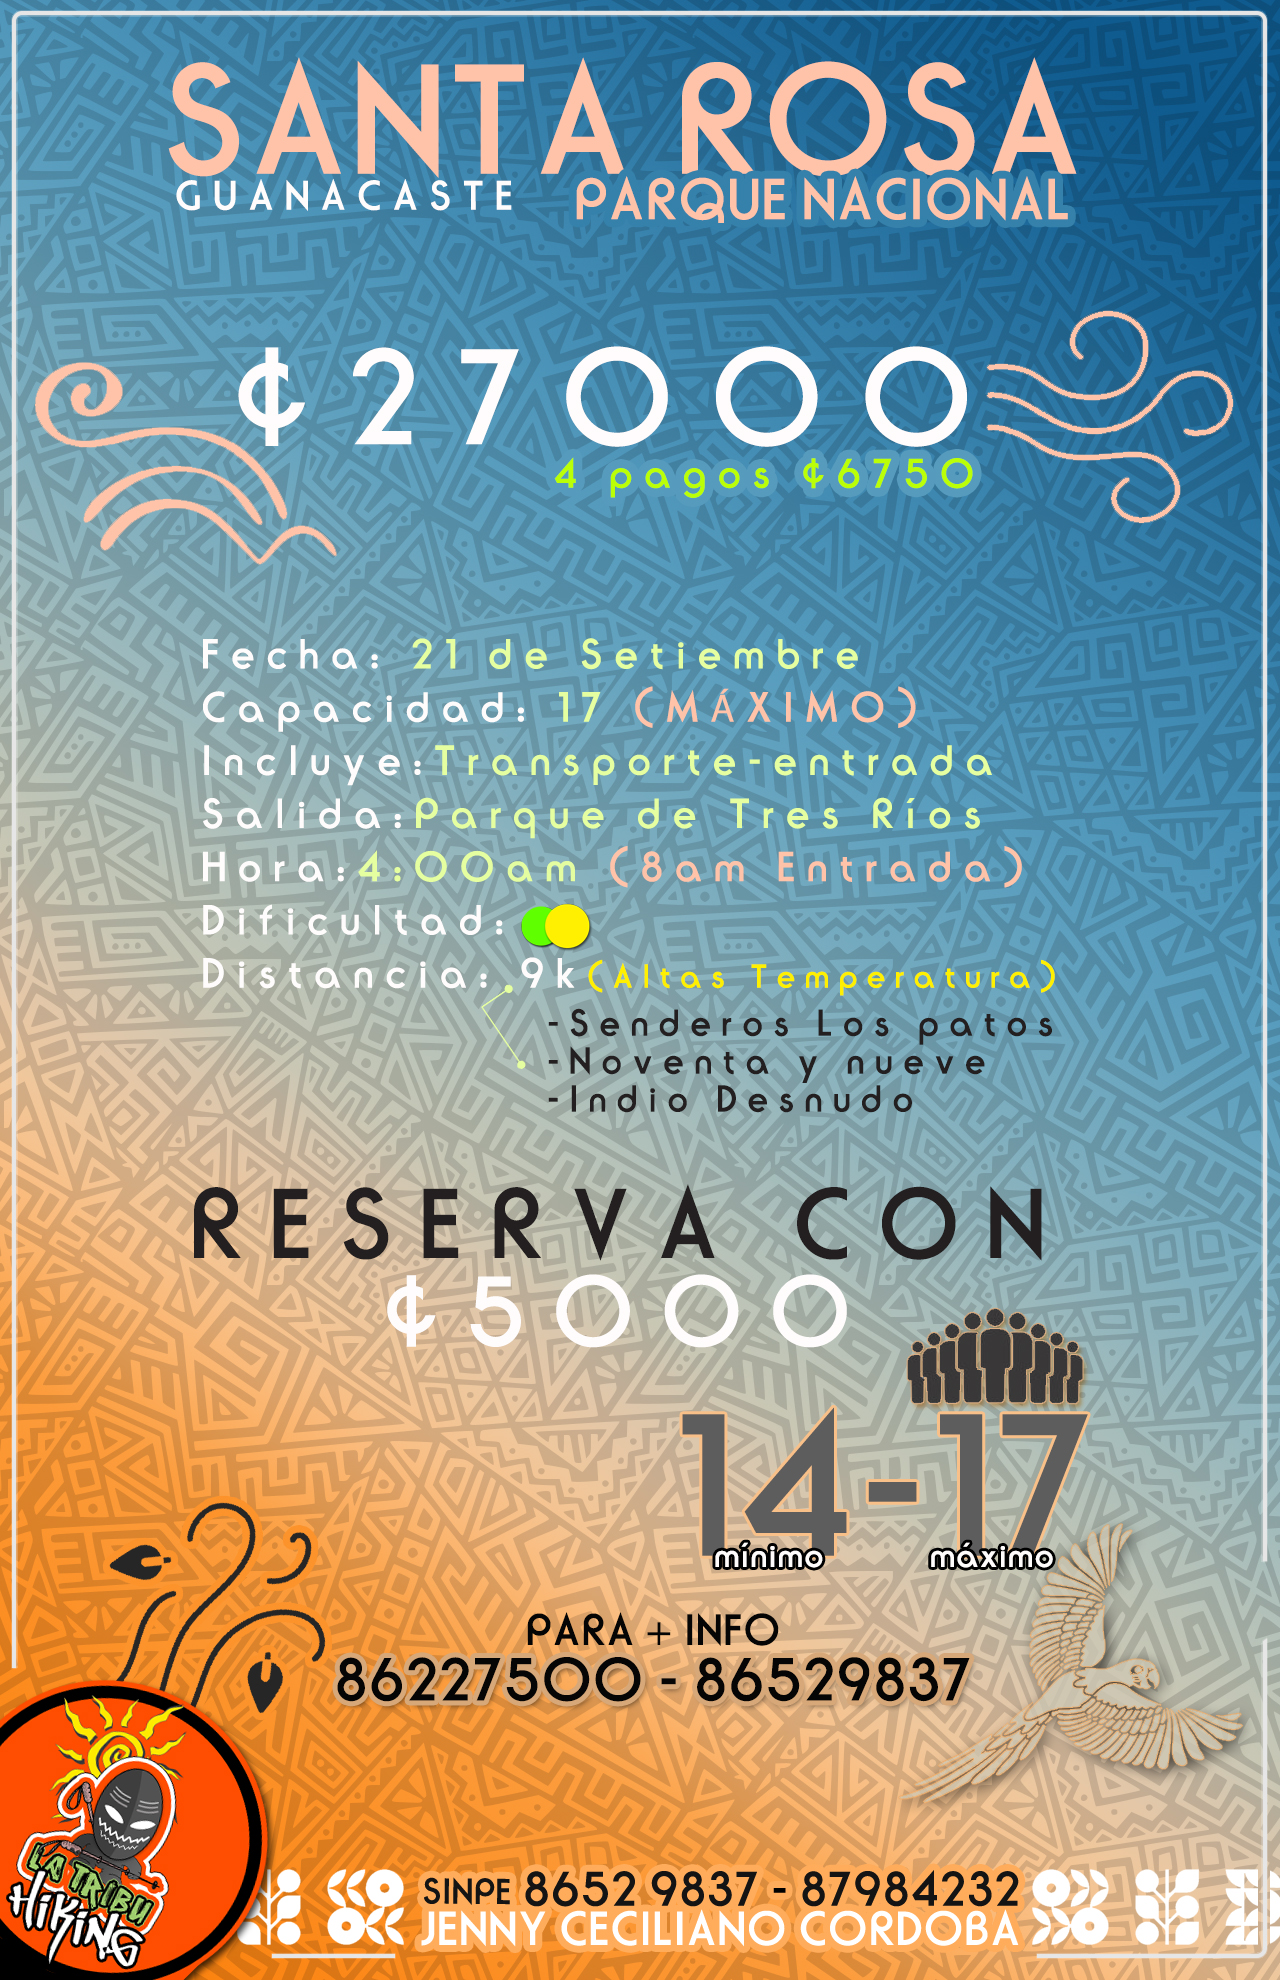 SANTA ROSA
GUANACASTE PARQUE NACIONAL
¢27000
4 pagos ¢6750
Fecha: 21 de Setiembre
Capacidad: 17 (MÁXIMO)
Incluye:Transporte-entrada
Salida:Parque de Tres Ríos
Hora:4:00am (8am Entrada)
Dificultad:
Distancia: 9k (Altas Temperatura)
-Senderos Los patos
-Noventa y nueve
-Indio Desnudo
RESERVA CON
¢5000
14-17
mínimo máximo
PARA + INFO
86227500 - 86529837
LA TRIBU
HIKING
SINPE 8652 9837 - 87984232
JENNY CECILIANO CORDOBA